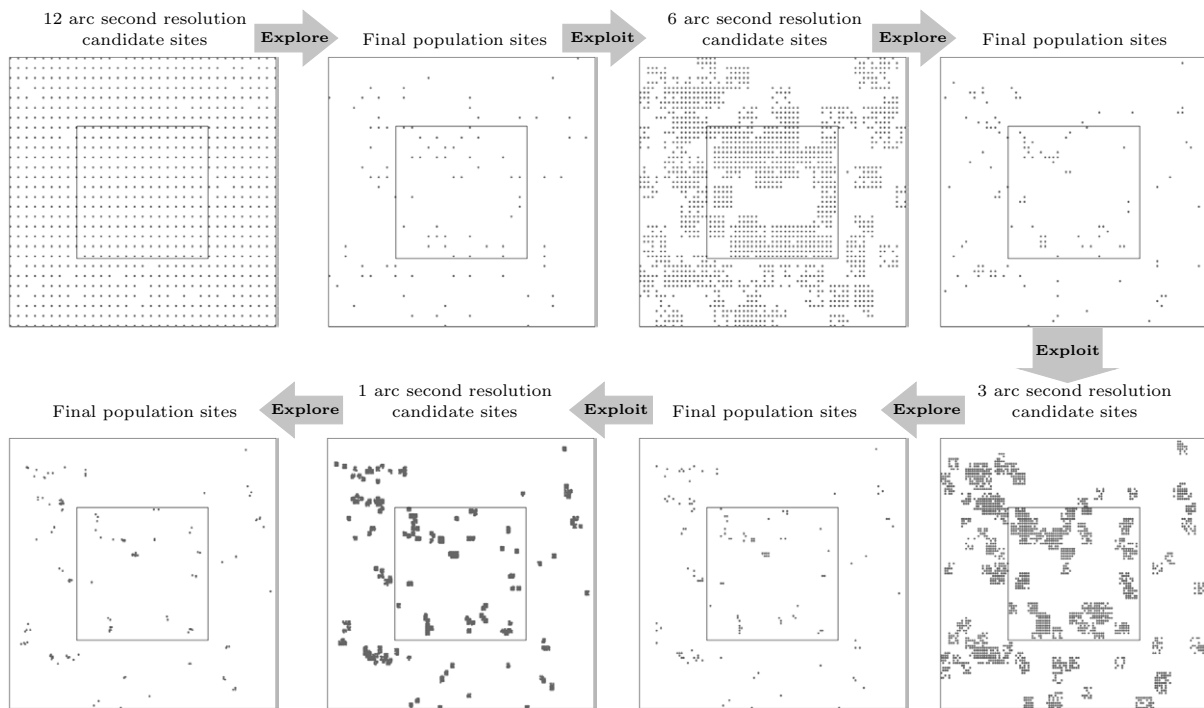 12 arc second resolution
candidate sites
Explore
Final population sites
Exploit
6 arc second resolution
candidate sites
Explore
Final population sites
Exploit
3 arc second resolution
candidate sites
Explore
Final population sites
Exploit
1 arc second resolution
candidate sites
Explore
Final population sites